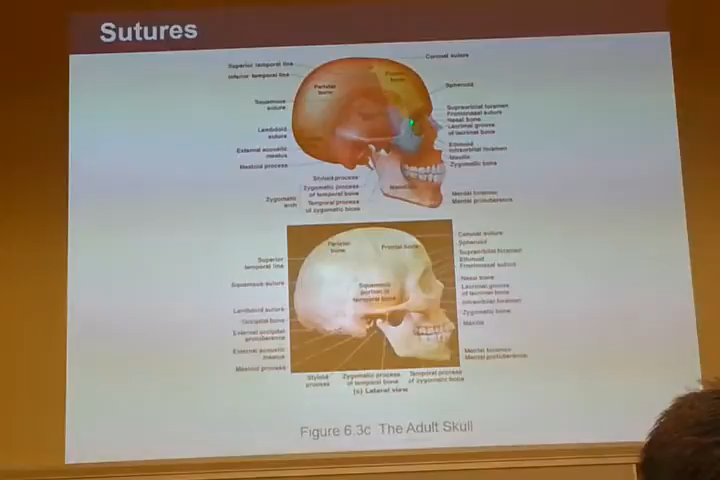 Sutures
Coronal suture
Superior temporal line
Inferior temporal line
Parietal
bone
Frontal
bone
Sphenoid
Squamous
suture
Supraorbital foramen
Frontonasal suture
Nasal bone
Lacrimal groove
of lacrimal bone
Lambdoid
suture
External acoustic
meatus
Ethmoid
Infraorbital foramen
Maxilla
Zygomatic bone
Mastoid process
Styloid process
Zygomatic process
of temporal bone
Zygomatic
arch
Temporal process
of zygomatic bone
Mandible
Mental foramen
Mental protuberance
Parietal
bone
Frontal bone
Coronal suture
Sphenoid
Supraorbital foramen
Ethmoid
Frontonasal suture
Superior
temporal line
Nasal bone
Squamous suture
Squamous
portion of
temporal bone
Lacrimal groove
of lacrimal bone
Infraorbital foramen
Lambdoid suture
Zygomatic bone
Occipital bone
Maxilla
External occipital
protuberance
External acoustic
meatus
Mental foramen
Mental protuberance
Mastoid process
Styloid
process
Zygomatic process
of temporal bone
Temporal process
of zygomatic bone
(c) Lateral view
Figure 6.3c The Adult Skull